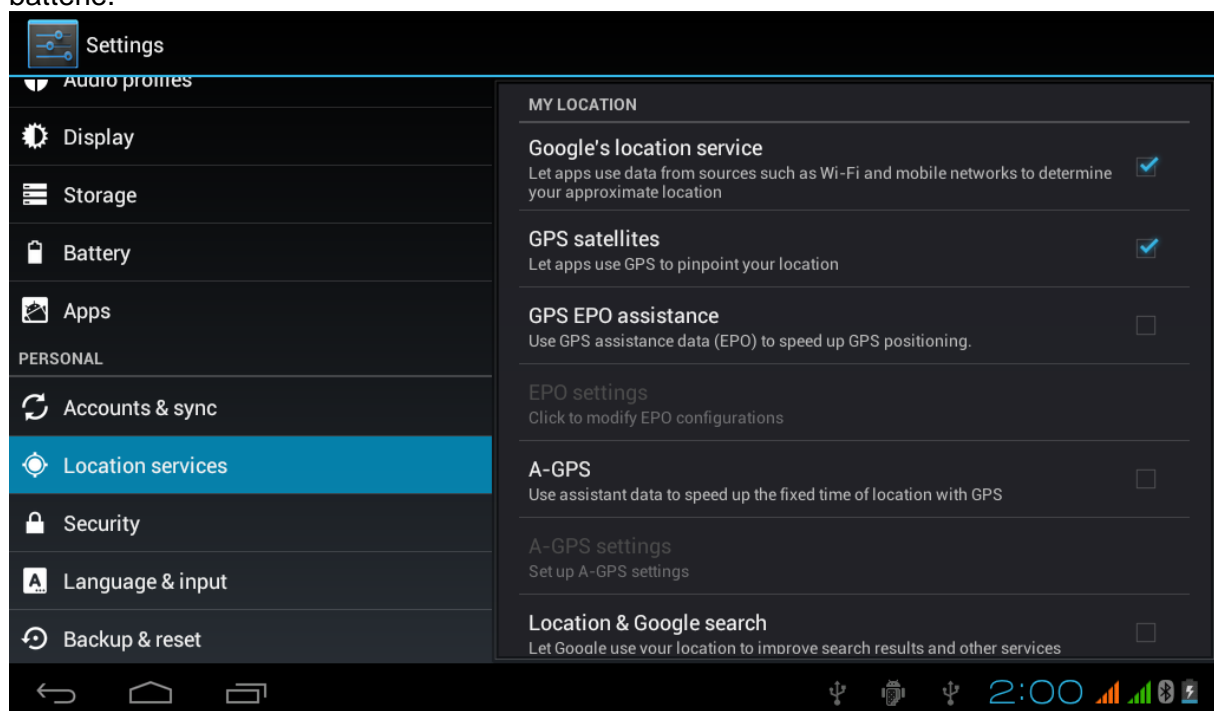 batterie.
Settings
Audio profiles
Display
Storage
Battery
Apps
PERSONAL
Accounts & sync
Location services
Security
Language & input
Backup & reset
MY LOCATION
Google's location service
Let apps use data from sources such as Wi-Fi and mobile networks to determine
your approximate location
GPS satellites
Let apps use GPS to pinpoint your location
GPS EPO assistance
Use GPS assistance data (EPO) to speed up GPS positioning.
EPO settings
Click to modify EPO configurations
A-GPS
Use assistant data to speed up the fixed time of location with GPS
A-GPS settings
Set up A-GPS settings
Location & Google search
Let Google use your location to improve search results and other services
2:00